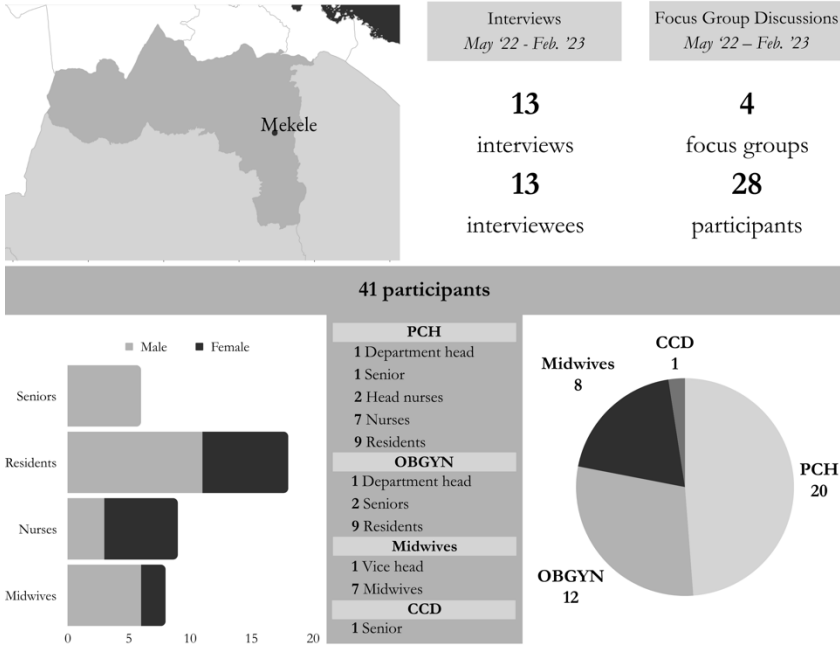 Mekele
Interviews
May ‘22 - Feb. ’23
13
interviews
13
interviewees
Focus Group Discussions
May ’22 – Feb. ’23
4
focus groups
28
participants
41 participants
Male Female
Seniors
Residents
Nurses
Midwives
0 5 10 15 20
PCH
1 Department head
1 Senior
2 Head nurses
7 Nurses
9 Residents
OBGYN
1 Department head
2 Seniors
9 Residents
Midwives
1 Vice head
7 Midwives
CCD
1 Senior
CCD
1
Midwives
8
PCH
20
OBGYN
12